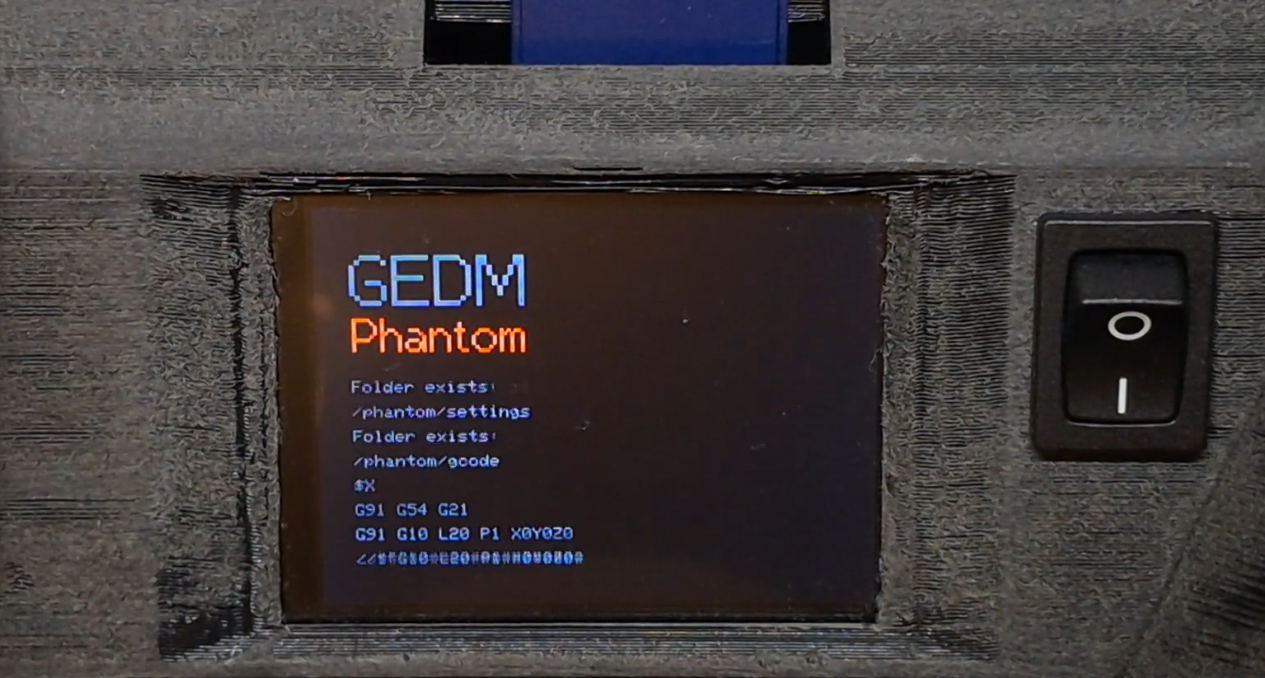 GEDM
Phantom
Folder exists:
/phantom/settings
Folder exists:
/phantom/gcode
$X
G91 G54 G21
G91 G10 L20 P1 X0Y0Z0